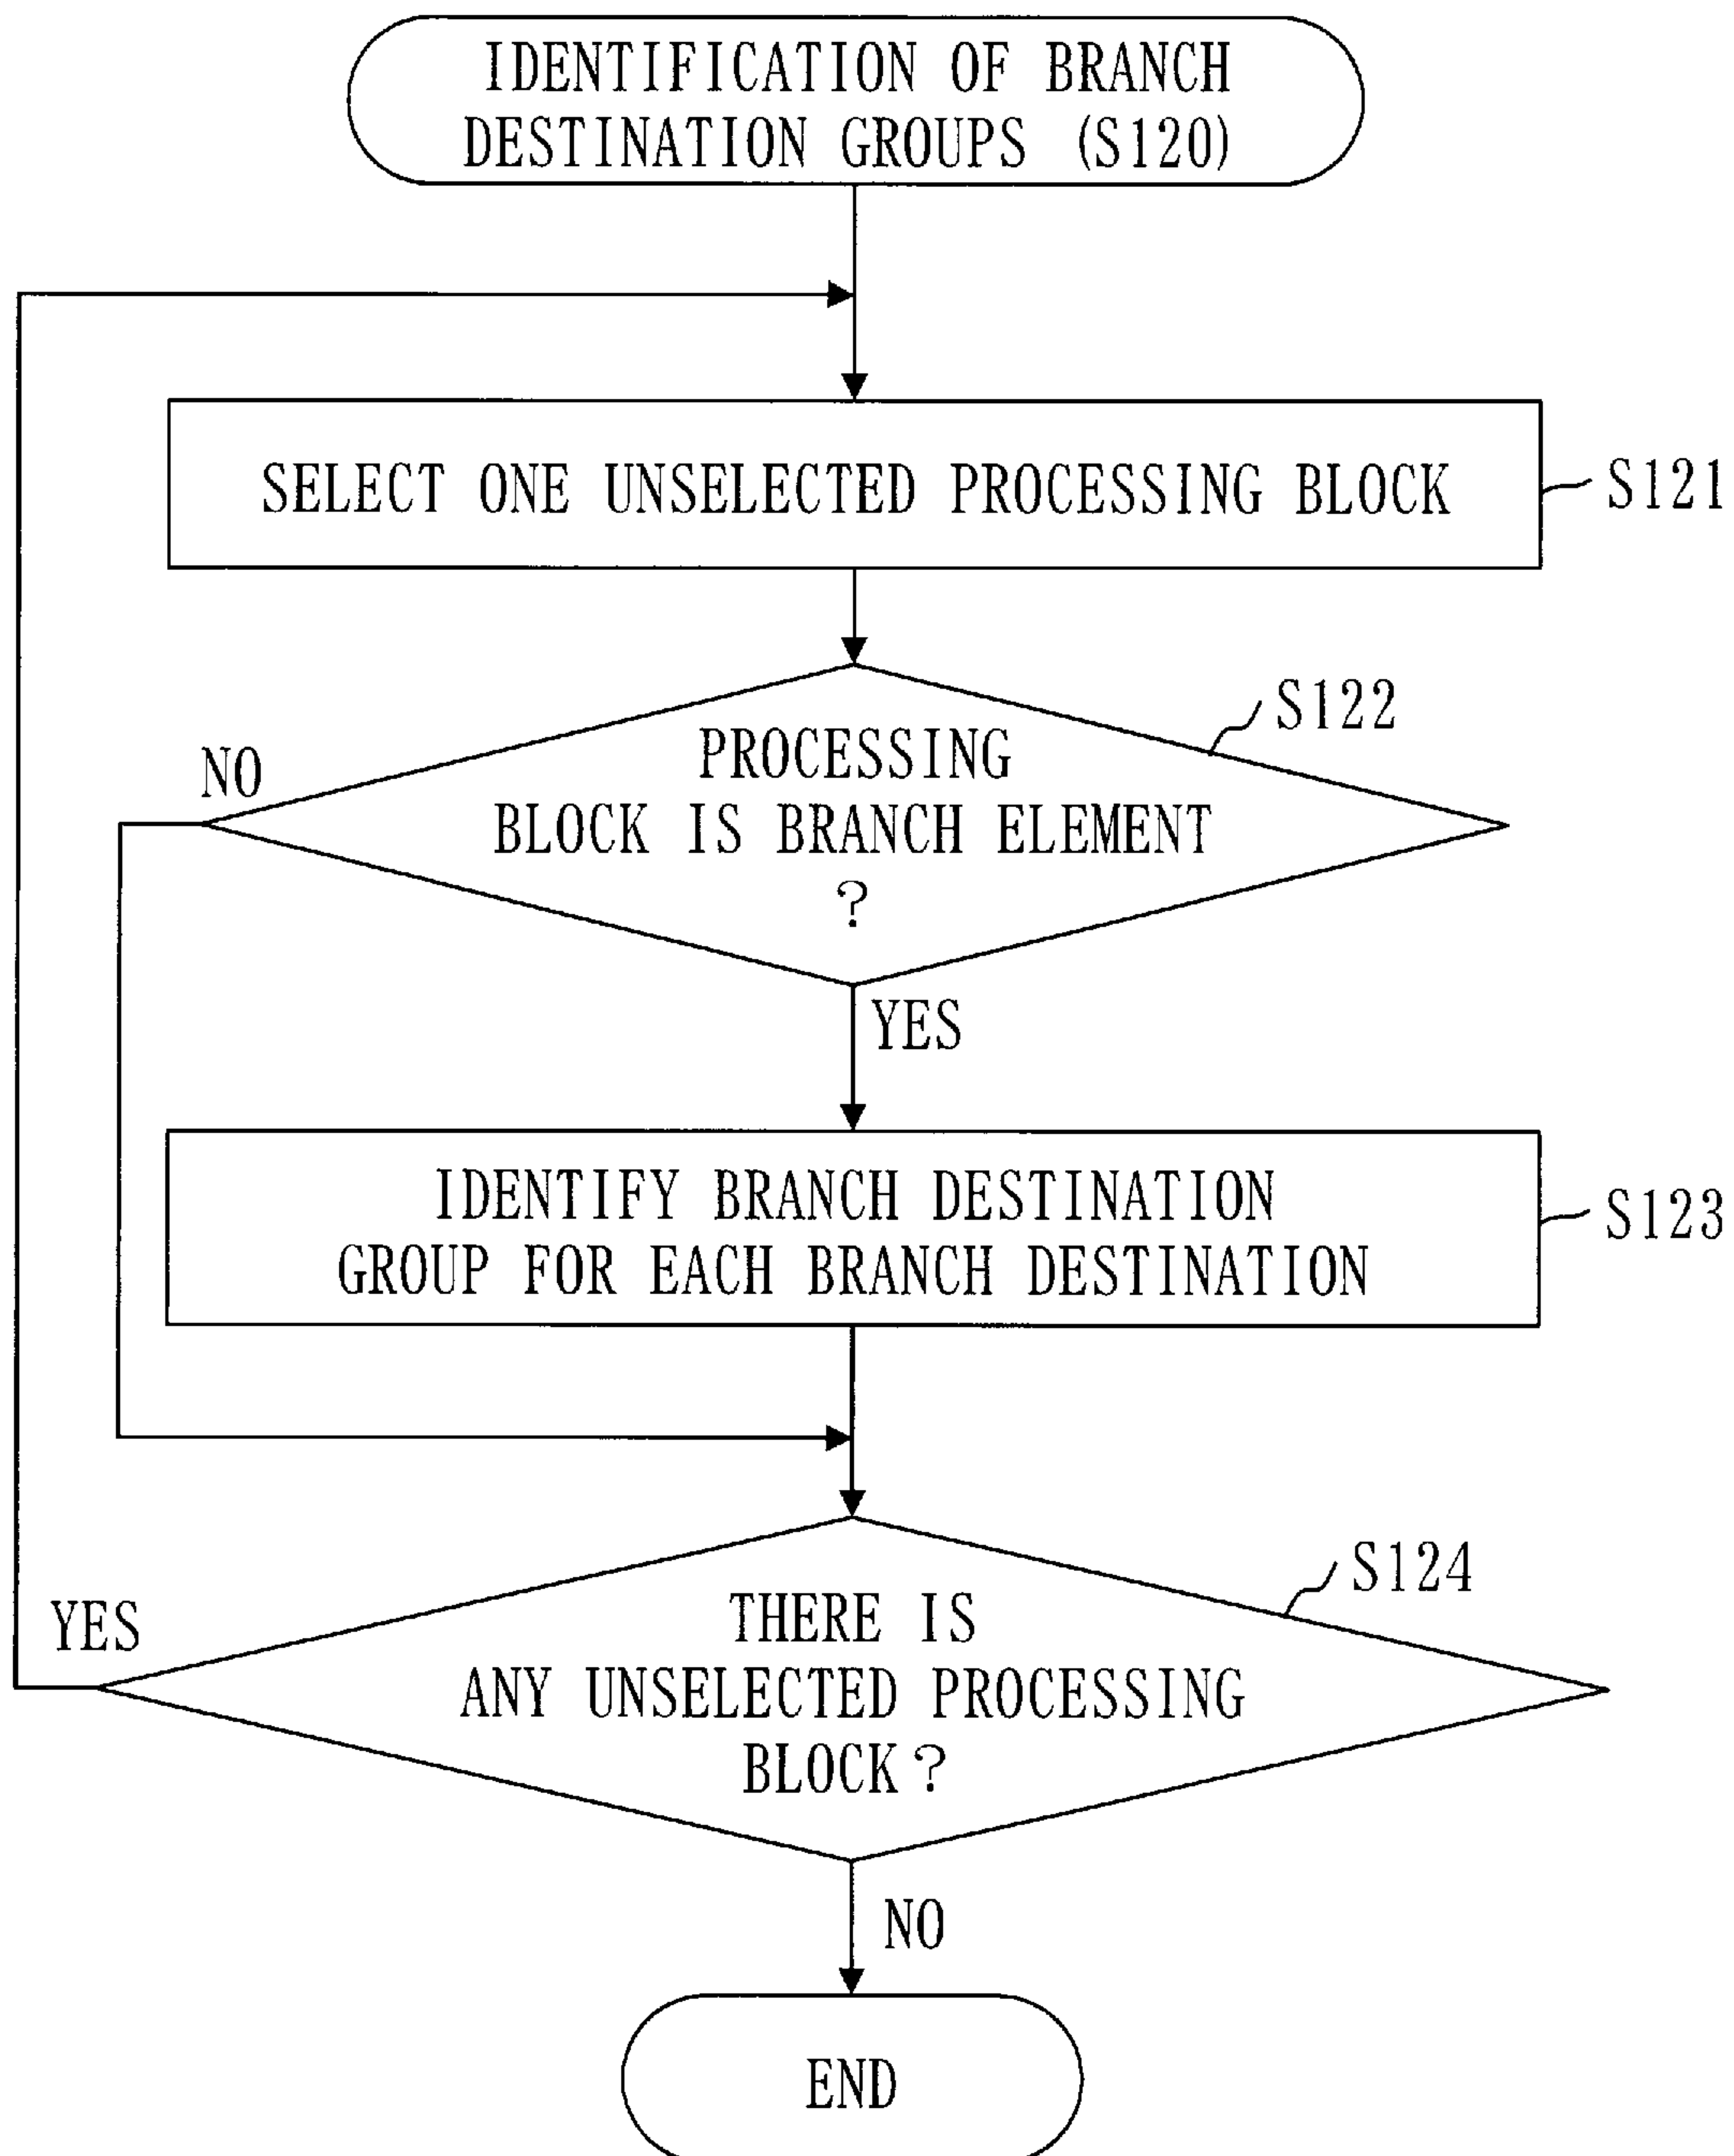 IDENTIFICATION OF BRANCH
DESTINATION GROUPS (S120)
SELECT ONE UNSELECTED PROCESSING BLOCK
S121
S122
NO
PROCESSING
BLOCK IS BRANCH ELEMENT
?
YES
IDENTIFY BRANCH DESTINATION
GROUP FOR EACH BRANCH DESTINATION
S123
S124
YES
THERE IS
ANY UNSELECTED PROCESSING
BLOCK?
NO
END